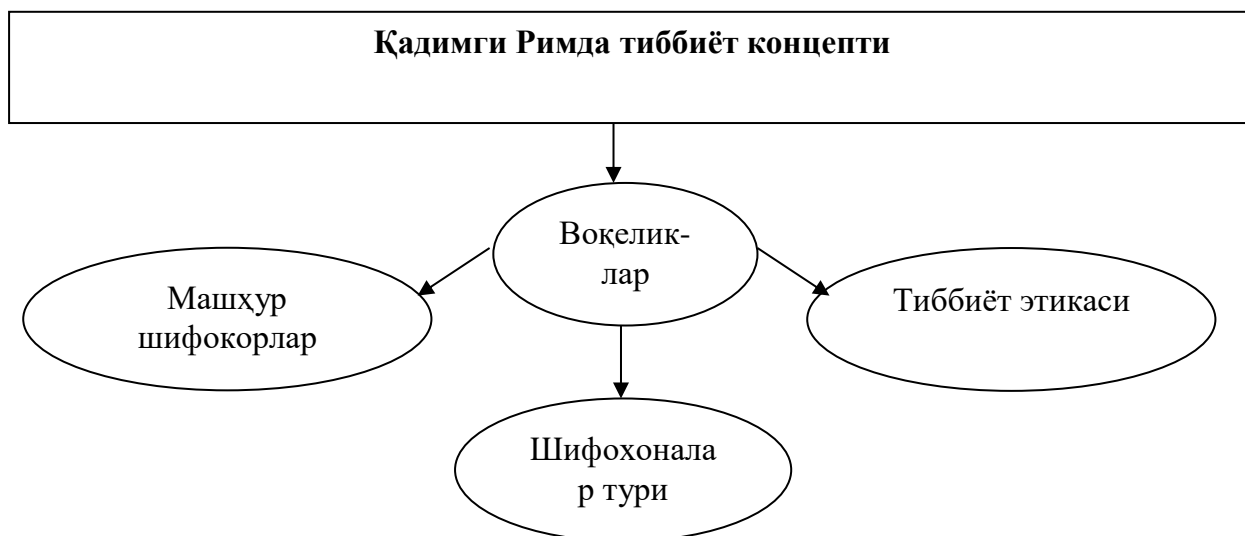 Қадимги Римда тиббиёт концепти
Воқелик-
лар
Машҳур
шифокорлар
Тиббиёт этикаси
Шифохонала
р тури